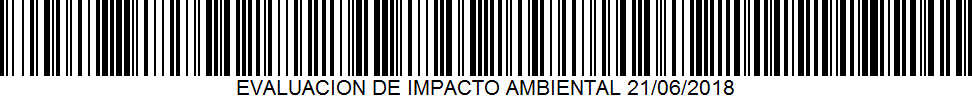 EVALUACION DE IMPACTO AMBIENTAL 21/06/2018